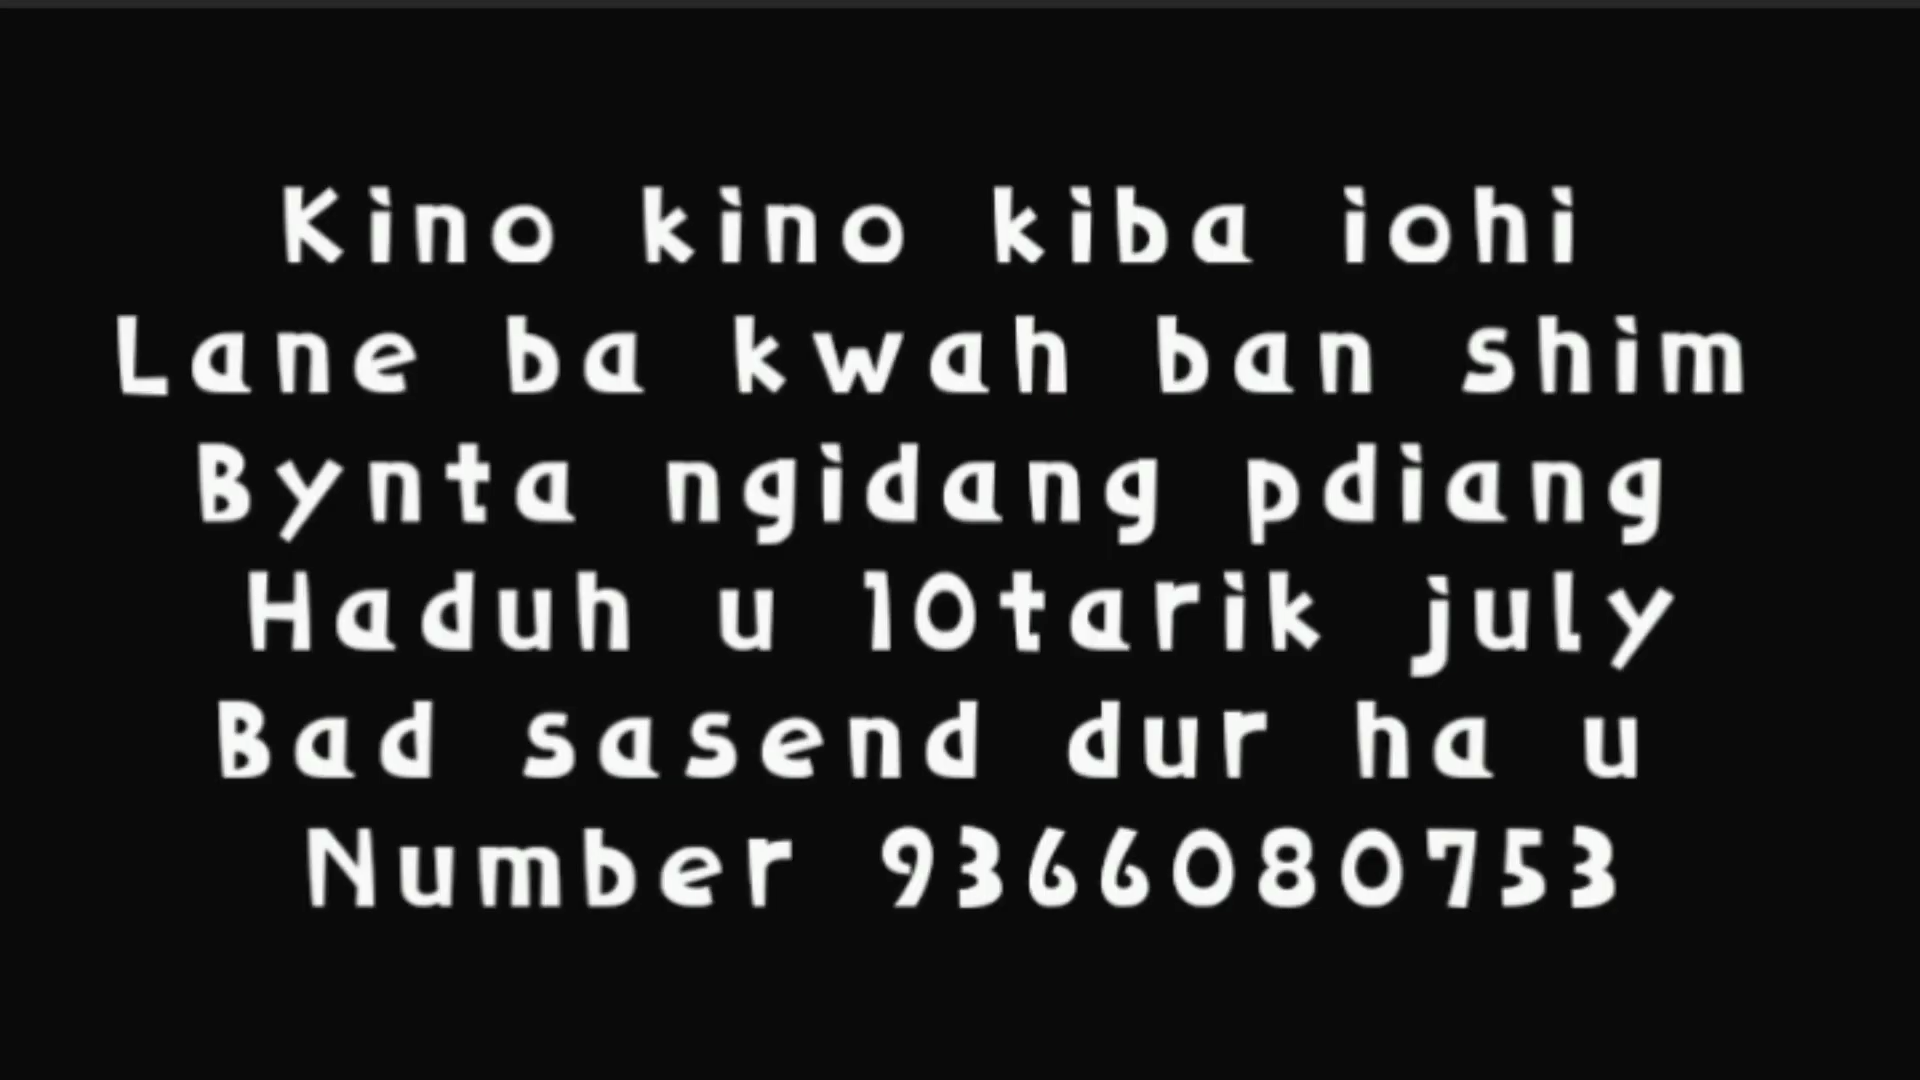 Kino kino kiba iohi
Lane ba kwah ban shim
Bynta ngidang pdiang
Haduh u 10tarik july
Bad sasend dur ha u
Number 9366080753